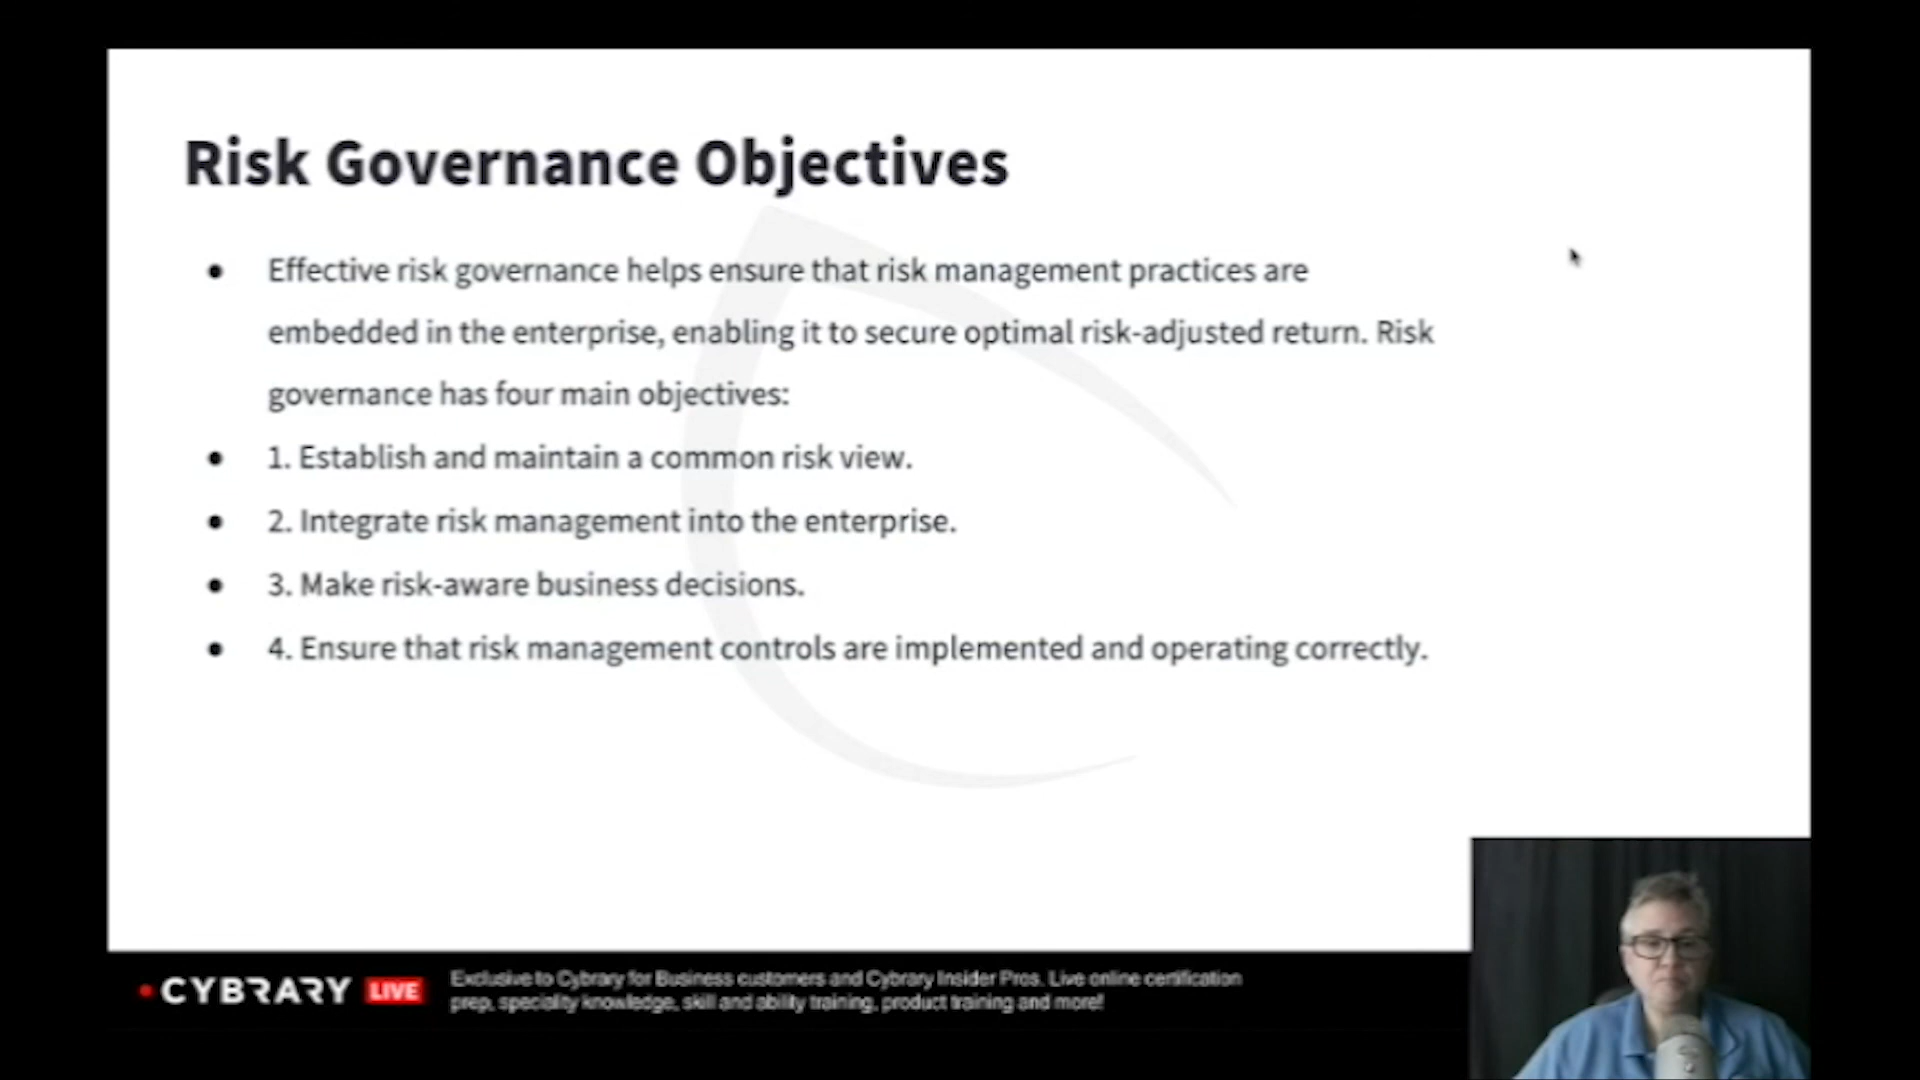 Risk Governance Objectives
● Effective risk governance helps ensure that risk management practices are
embedded in the enterprise, enabling it to secure optimal risk-adjusted return. Risk
governance has four main objectives:
● 1. Establish and maintain a common risk view.
● 2. Integrate risk management into the enterprise.
● 3. Make risk-aware business decisions.
● 4. Ensure that risk management controls are implemented and operating correctly.
CYBRARY LIVE
Exclusive to Cybrary for Business customers and Cybrary Insider Pros. Live online certification
prep, speciality knowledge, skill and ability training, product training and more!